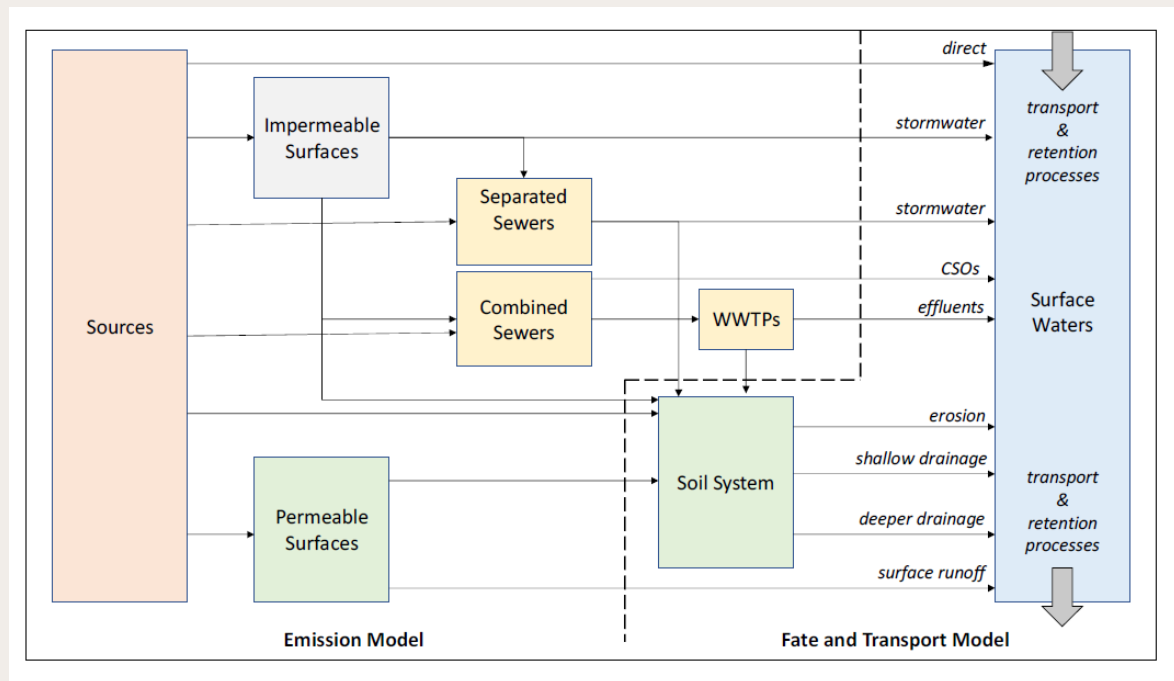 direct
transport
&
retention
processes
Impermeable
Surfaces
stormwater
Separated
Sewers
stormwater
CSOs
Sources
Combined
Sewers
WWTPs
effluents
Surface
Waters
erosion
shallow drainage
Soil System
transport
&
retention
processes
Permeable
Surfaces
deeper drainage
surface runoff
Emission Model
Fate and Transport Model